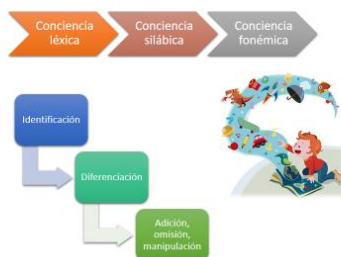 Conciencia
léxica
Conciencia
silábica
Conciencia
fonémica
Identificación
Diferenciación
Adición,
omisión,
manipulación